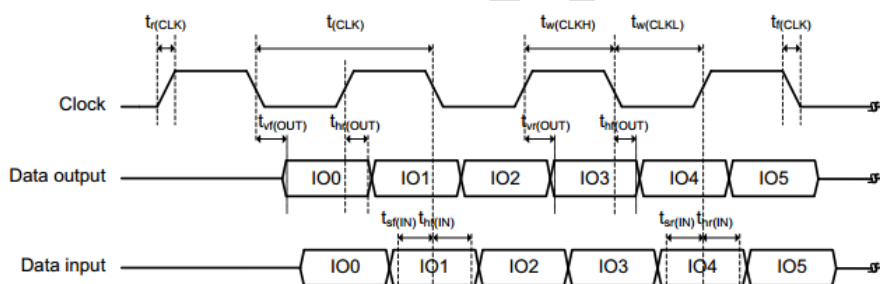 tr(CLK) t(CLK) tw(CLKH) tw(CLKL) tf(CLK)
Clock
tvf(OUT) thr(OUT) tvr(OUT) thf(OUT)
Data output IO0 IO1 IO2 IO3 IO4 IO5
tsf(IN) thf(IN) tsr(IN) thr(IN)
Data input IO0 IO1 IO2 IO3 IO4 IO5